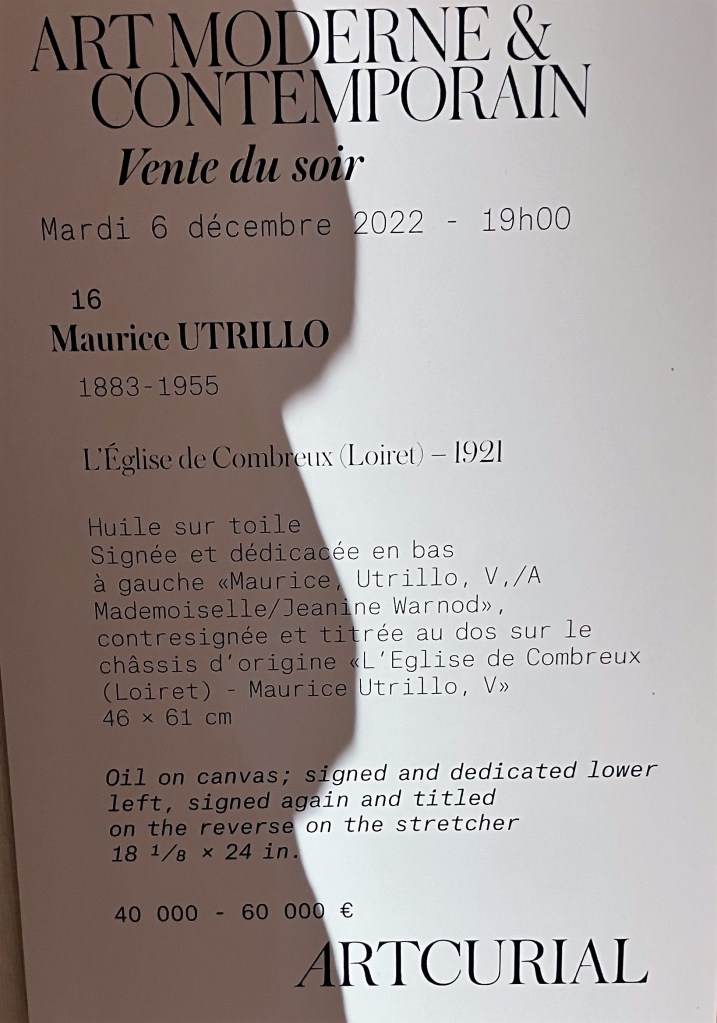 ART MODERNE &
CONTEMPORAIN
Vente du soir
Mardi 6 décembre 2022 - 19h00
16
Maurice UTRILLO
1883-1955
L'Église de Combreux (Loiret) – 1921
Huile sur toile
Signée et dédicacée en bas
à gauche «Maurice, Utrillo, V,/A
Mademoiselle/Jeanine Warnod»,
contresignée et titrée au dos sur le
châssis d'origine «L'Eglise de Combreux
(Loiret) - Maurice Utrillo, V»
46 × 61 cm
Oil on canvas; signed and dedicated lower
left, signed again and titled
on the reverse on the stretcher
18 1/8 × 24 in.
40 000 - 60 000 €
ARTCURIAL